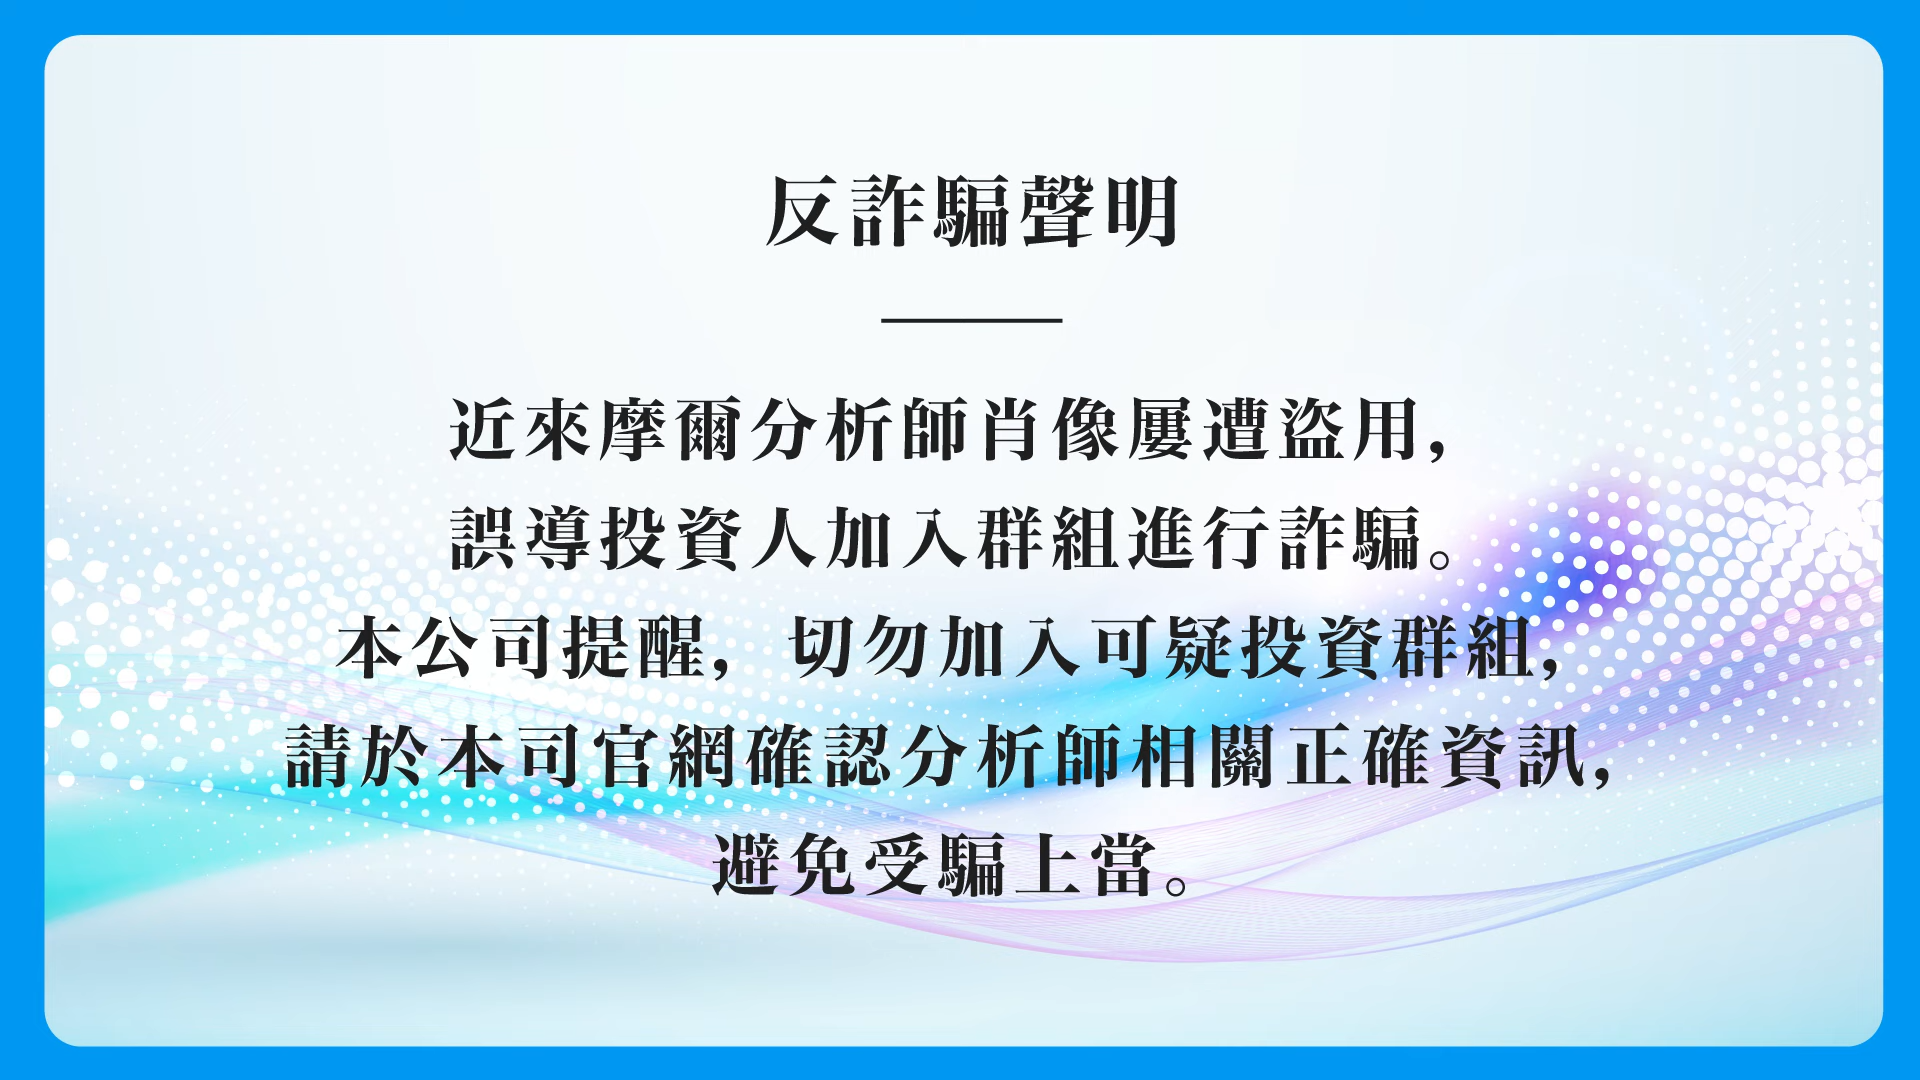 反詐騙聲明
近來摩爾分析師肖像屢遭盜用，
誤導投資人加入群組進行詐騙。
本公司提醒，切勿加入可疑投資群組，
請於本司官網確認分析師相關正確資訊，
避免受騙上當。